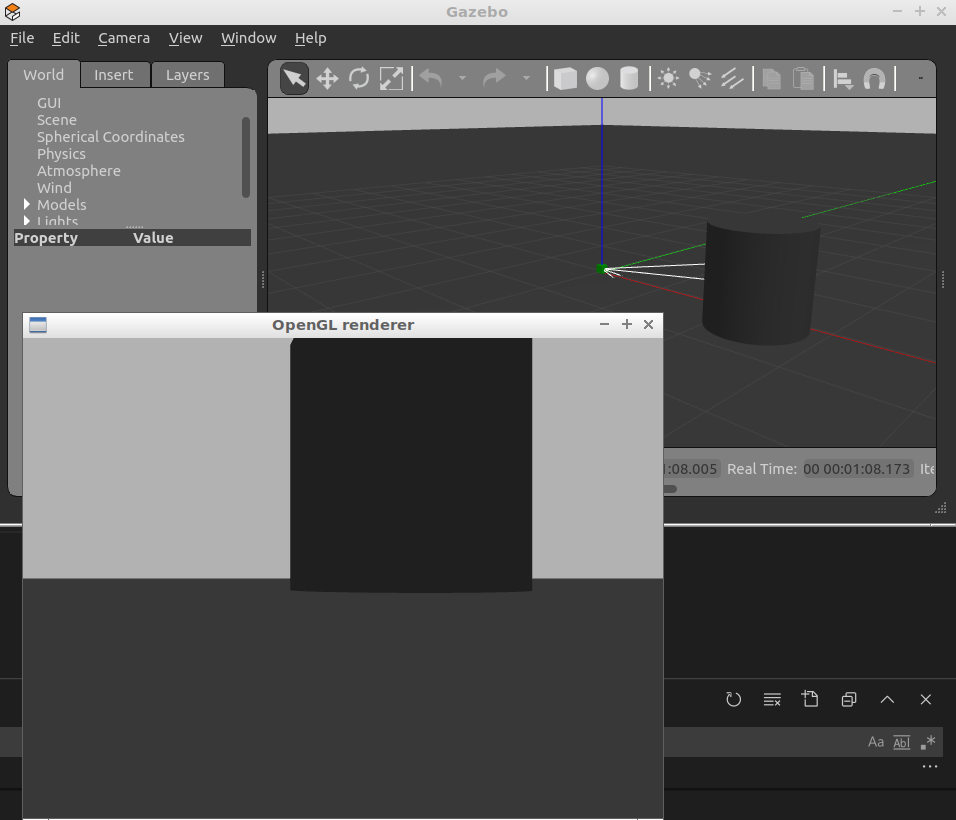 Gazebo
File Edit Camera View Window Help
World Insert Layers
GUI
Scene
Spherical Coordinates
Physics
Atmosphere
Wind
Models
Lights
Property Value
OpenGL renderer
:08.005 Real Time: 00 00:01:08.173 Ite
Aa Abl